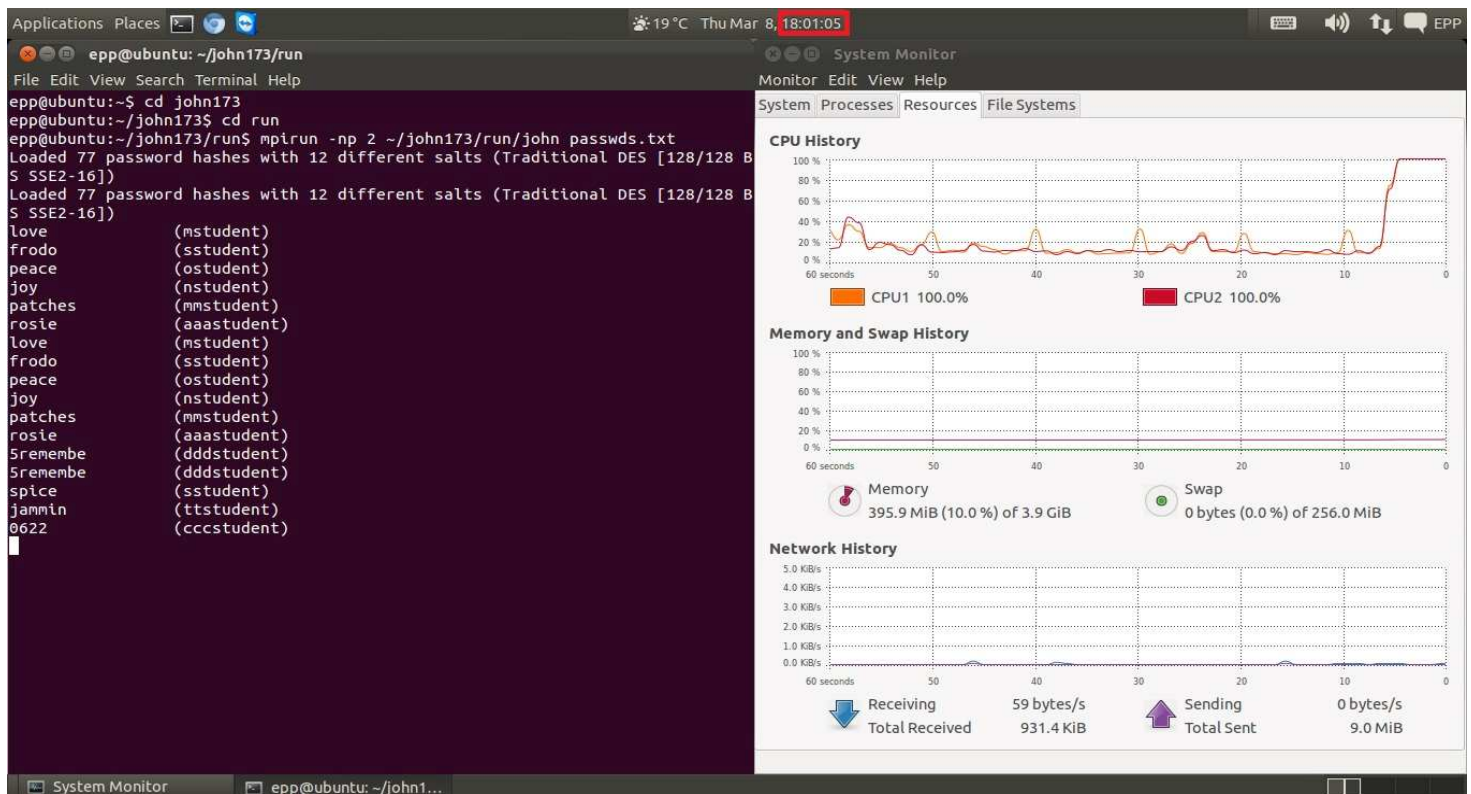 Applications Places 19 °C Thu Mar 8, 18:01:05 EPP
epp@ubuntu: ~/john173/run
File Edit View Search Terminal Help
epp@ubuntu:~$ cd john173
epp@ubuntu:~/john173$ cd run
epp@ubuntu:~/john173/run$ mpirun -np 2 ~/john173/run/john passwds.txt
Loaded 77 password hashes with 12 different salts (Traditional DES [128/128 B
S SSE2-16])
Loaded 77 password hashes with 12 different salts (Traditional DES [128/128 B
S SSE2-16])
love (mstudent)
frodo (sstudent)
peace (ostudent)
joy (nstudent)
patches (mmstudent)
rosie (aaastudent)
love (mstudent)
frodo (sstudent)
peace (ostudent)
joy (nstudent)
patches (mmstudent)
rosie (aaastudent)
5remembe (dddstudent)
5remembe (dddstudent)
spice (sstudent)
jammin (ttstudent)
0622 (cccstudent)
System Monitor
Monitor Edit View Help
System Processes Resources File Systems
CPU History
100 %
80 %
60 %
40 %
20 %
0 %
60 seconds 50 40 30 20 10 0
CPU1 100.0% CPU2 100.0%
Memory and Swap History
100 %
80 %
60 %
40 %
20 %
0 %
60 seconds 50 40 30 20 10 0
Memory Swap
395.9 MiB (10.0 %) of 3.9 GiB 0 bytes (0.0 %) of 256.0 MiB
Network History
5.0 KiB/s
4.0 KiB/s
3.0 KiB/s
2.0 KiB/s
1.0 KiB/s
0.0 KiB/s
60 seconds 50 40 30 20 10 0
Receiving 59 bytes/s Sending 0 bytes/s
Total Received 931.4 KiB Total Sent 9.0 MiB
System Monitor epp@ubuntu: ~/john1...